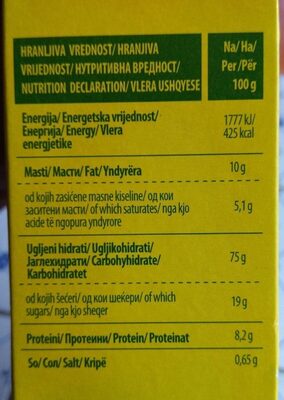 HRANLJIVA VREDNOST/ HRANJIVA
VRIJEDNOST/ НУТРИТИВНА ВРЕДНОСТ/
NUTRITION DECLARATION/ VLERA USHQYESE
Na/ Ha/
Per/Për
100 g
Energija/ Energetska vrijednost/
Енергија/ Energy/ Vlera
energjetike
1777 kJ/
425 kcal
Masti/ Масти/ Fat/ Yndyrëra
10 g
od kojih zasićene masne kiseline/ од кои
заситени масти/ of which saturates/ nga kjo
acide të ngopura yndyrore
5,1 g
Ugljeni hidrati/ Ugljikohidrati/
Јаглехидрати/ Carbohyhidrate/
Karbohidratet
75 g
od kojih šećeri/ од кои шеќери/ of which
sugars/ nga kjo sheger
19 g
Proteini/ Протеини/ Protein/ Proteinat
8,2 g
So/ Сол/ Salt/ Kripë
0,65 g